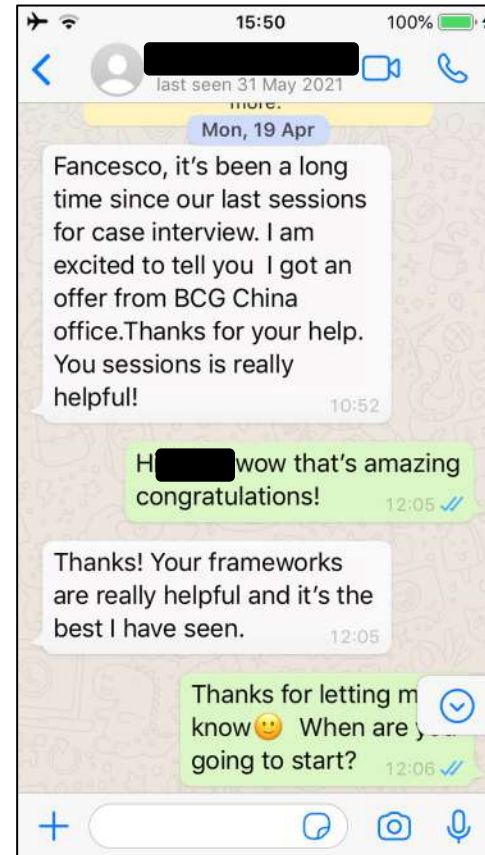 15:50
100%
last seen 31 May 2021
more.
Mon, 19 Apr
Fancesco, it's been a long
time since our last sessions
for case interview. I am
excited to tell you I got an
offer from BCG China
office.Thanks for your help.
You sessions is really
helpful!
10:52
wow that's amazing
congratulations!
12:05
Thanks! Your frameworks
are really helpful and it's the
best I have seen.
12:05
Thanks for letting
know🙂 When are
going to start?
12:06